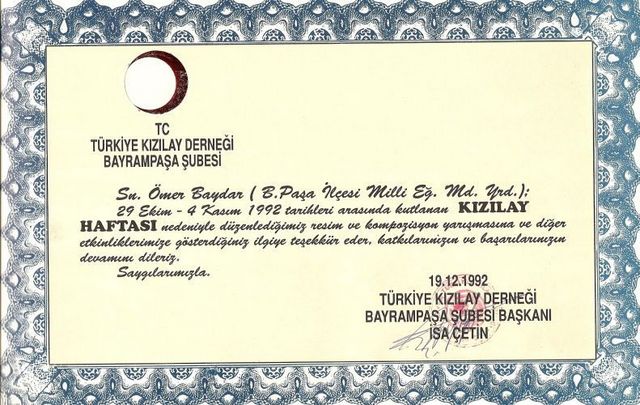 TC
TÜRKİYE KIZILAY DERNEĞİ
BAYRAMPAŞA ŞUBESİ
Sn. Ömer Baydar ( B.Paşa İlçesi Milli Eğ. Md. Yrd.):
29 Ekim - 4 Kasım 1992 tarihleri arasında kutlanan KIZILAY
HAFTASI nedeniyle düzenlediğimiz resim ve kompozisyon yarışmasına ve diğer
etkinliklerimize gösterdiğiniz ilgiye teşekkür eder, katkılarınızın ve başarılarınızın
devamını dileriz.
Saygılarımızla.
19.12.1992
TÜRKİYE KIZILAY DERNEĞİ
BAYRAMPAŞA ŞUBESİ BAŞKANI
İSA ÇETİN